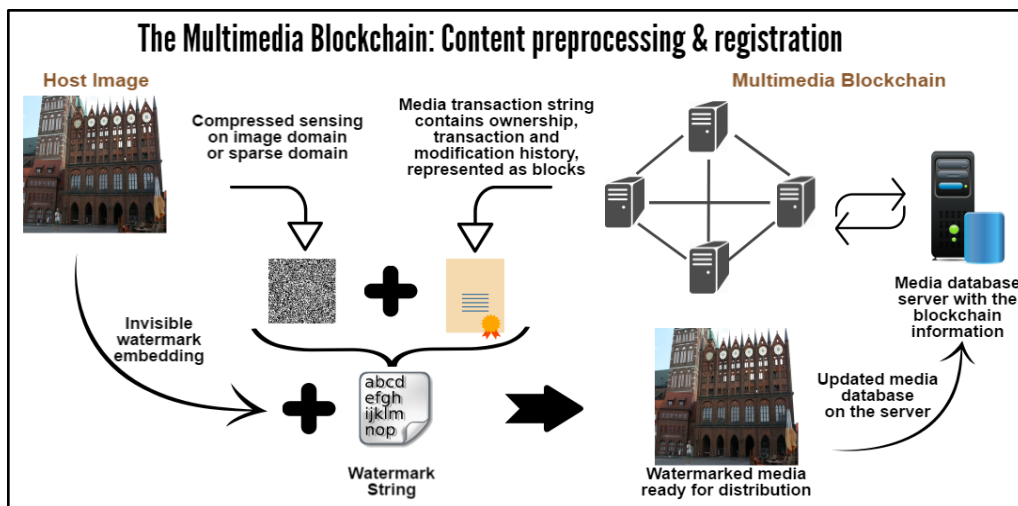 The Multimedia Blockchain: Content preprocessing & registration
Host Image
Compressed sensing
on image domain
or sparse domain
Media transaction string
contains ownership,
transaction and
modification history,
represented as blocks
Multimedia Blockchain
Media database
server with the
blockchain
information
Invisible
watermark
embedding
abcd
efgh
ijklm
nop
Watermark
String
Updated media
database
on the server
Watermarked media
ready for distribution